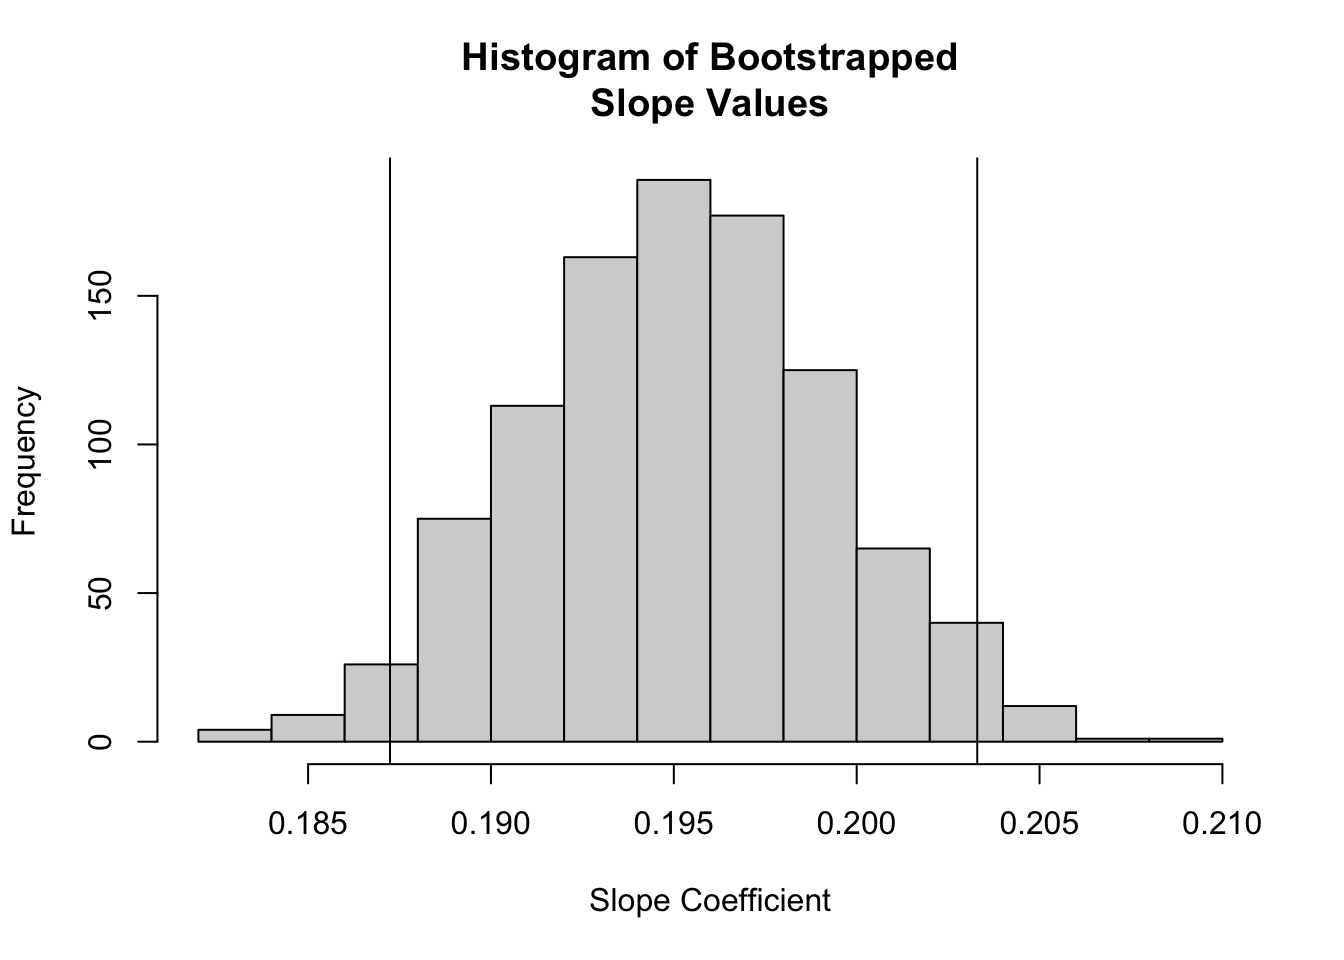 Histogram of Bootstrapped
Slope Values
Frequency
150
100
50
0
0.185 0.190 0.195 0.200 0.205 0.210
Slope Coefficient